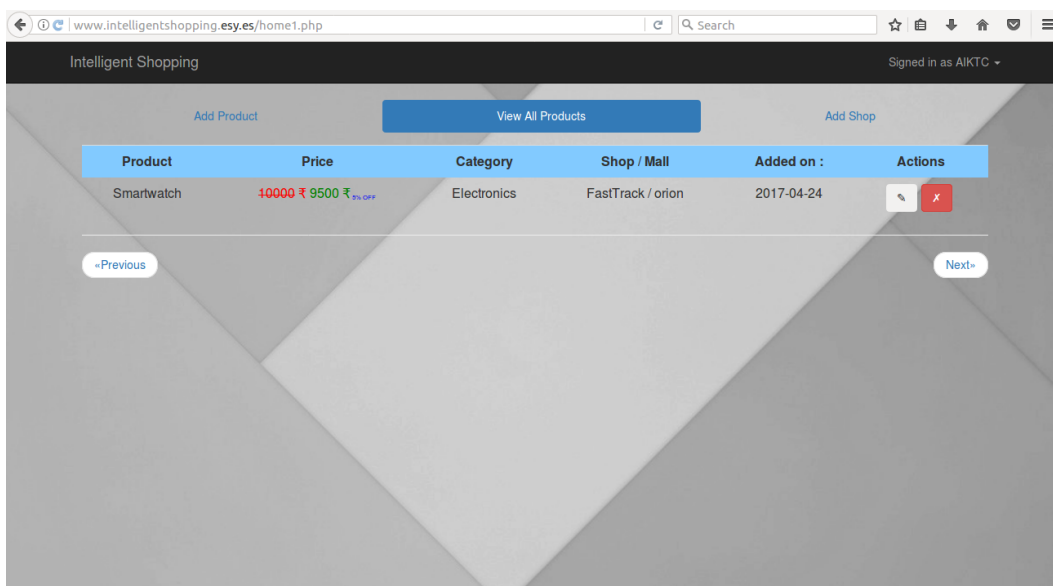 www.intelligentshopping.esy.es/home1.php Search
Intelligent Shopping Signed in as AIKTC
Add Product View All Products Add Shop
Product Price Category Shop / Mall Added on : Actions
Smartwatch 10000 ₹ 9500 ₹ 5% OFF Electronics FastTrack / orion 2017-04-24 ✎ ✗
«Previous Next»